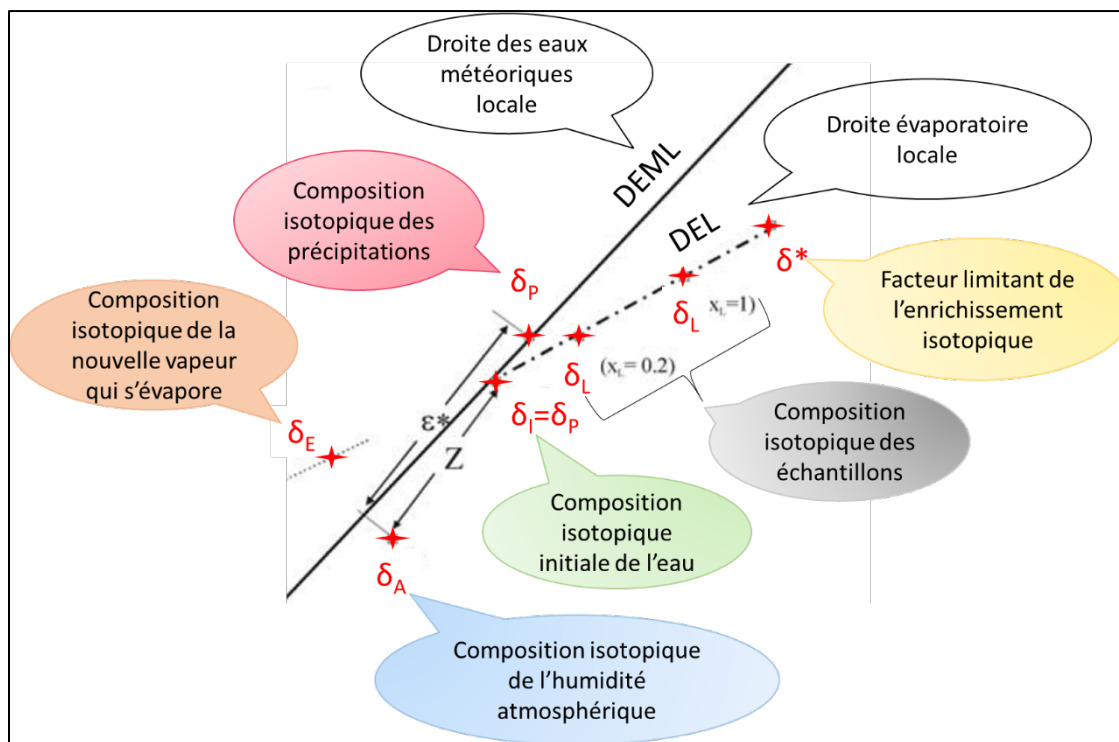 Droite des eaux
météoriques
locale
Droite évaporatoire
locale
DEML
Composition
isotopique des
précipitations
DEL
δ*
Facteur limitant de
l’enrichissement
isotopique
δP
δL
xL=1)
Composition
isotopique de la
nouvelle vapeur
qui s’évapore
δL
(xL= 0.2)
δI=δP
ε*
Z
δE
Composition
isotopique des
échantillons
Composition
isotopique
initiale de l’eau
δA
Composition isotopique
de l’humidité
atmosphérique